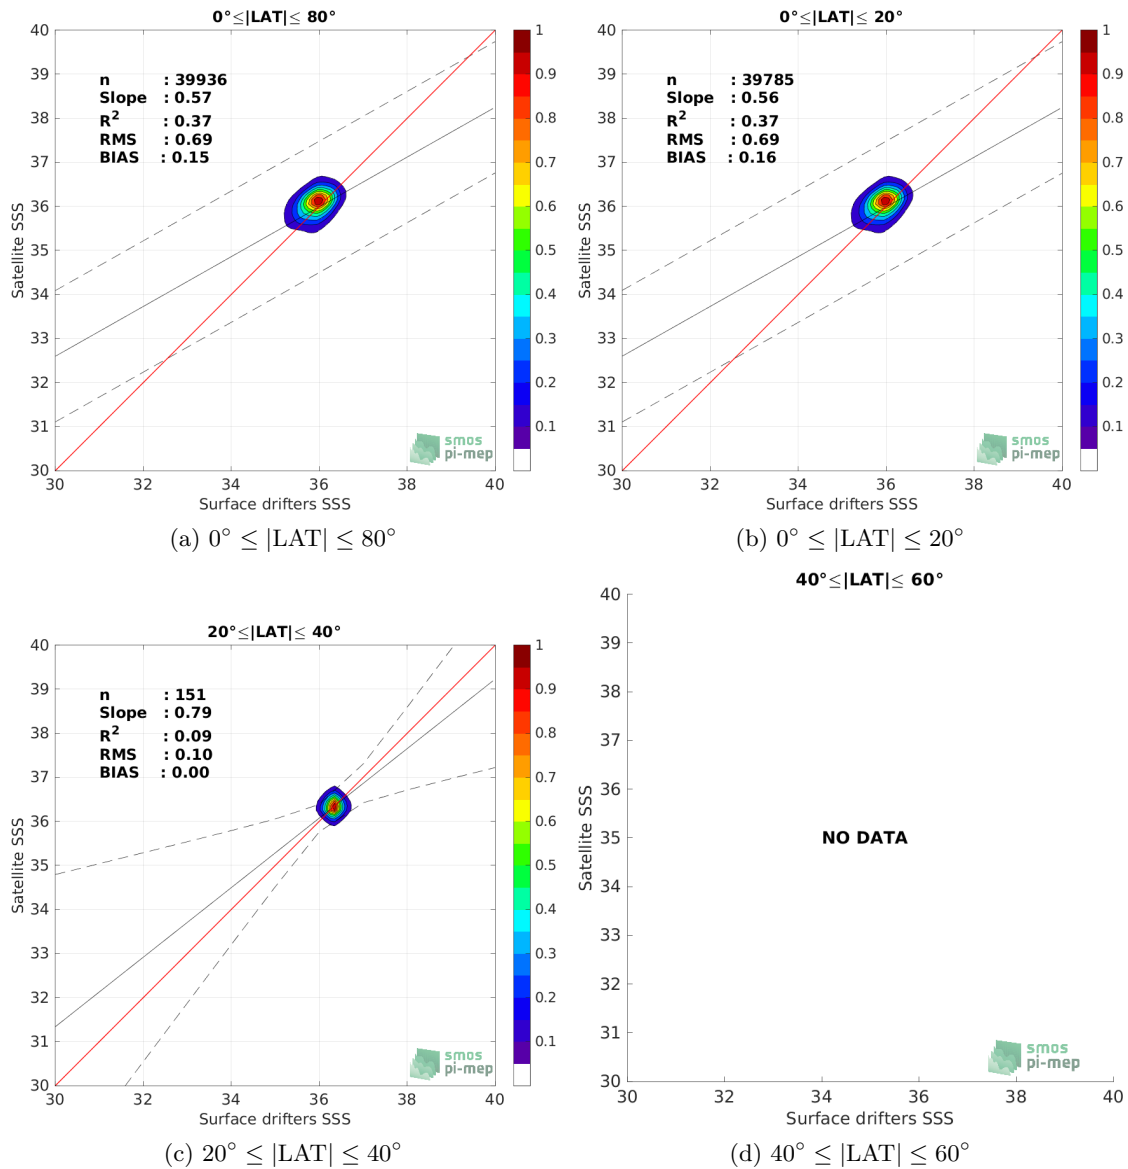 0°≤|LAT|≤ 80°
40
39
38
37
36
35
34
33
32
31
30
Satellite SSS
n : 39936
Slope : 0.57
R² : 0.37
RMS : 0.69
BIAS : 0.15
smos
pi-mep
30 32 34 36 38 40
Surface drifters SSS
1
0.9
0.8
0.7
0.6
0.5
0.4
0.3
0.2
0.1
(a) 0° ≤ |LAT| ≤ 80°
0°≤|LAT|≤ 20°
40
39
38
37
36
35
34
33
32
31
30
Satellite SSS
n : 39785
Slope : 0.56
R² : 0.37
RMS : 0.69
BIAS : 0.16
smos
pi-mep
30 32 34 36 38 40
Surface drifters SSS
1
0.9
0.8
0.7
0.6
0.5
0.4
0.3
0.2
0.1
(b) 0° ≤ |LAT| ≤ 20°
20°≤|LAT|≤ 40°
40
39
38
37
36
35
34
33
32
31
30
Satellite SSS
n : 151
Slope : 0.79
R² : 0.09
RMS : 0.10
BIAS : 0.00
smos
pi-mep
30 32 34 36 38 40
Surface drifters SSS
1
0.9
0.8
0.7
0.6
0.5
0.4
0.3
0.2
0.1
(c) 20° ≤ |LAT| ≤ 40°
40°≤|LAT|≤ 60°
40
39
38
37
36
35
34
33
32
31
30
Satellite SSS
NO DATA
smos
pi-mep
30 32 34 36 38 40
Surface drifters SSS
(d) 40° ≤ |LAT| ≤ 60°